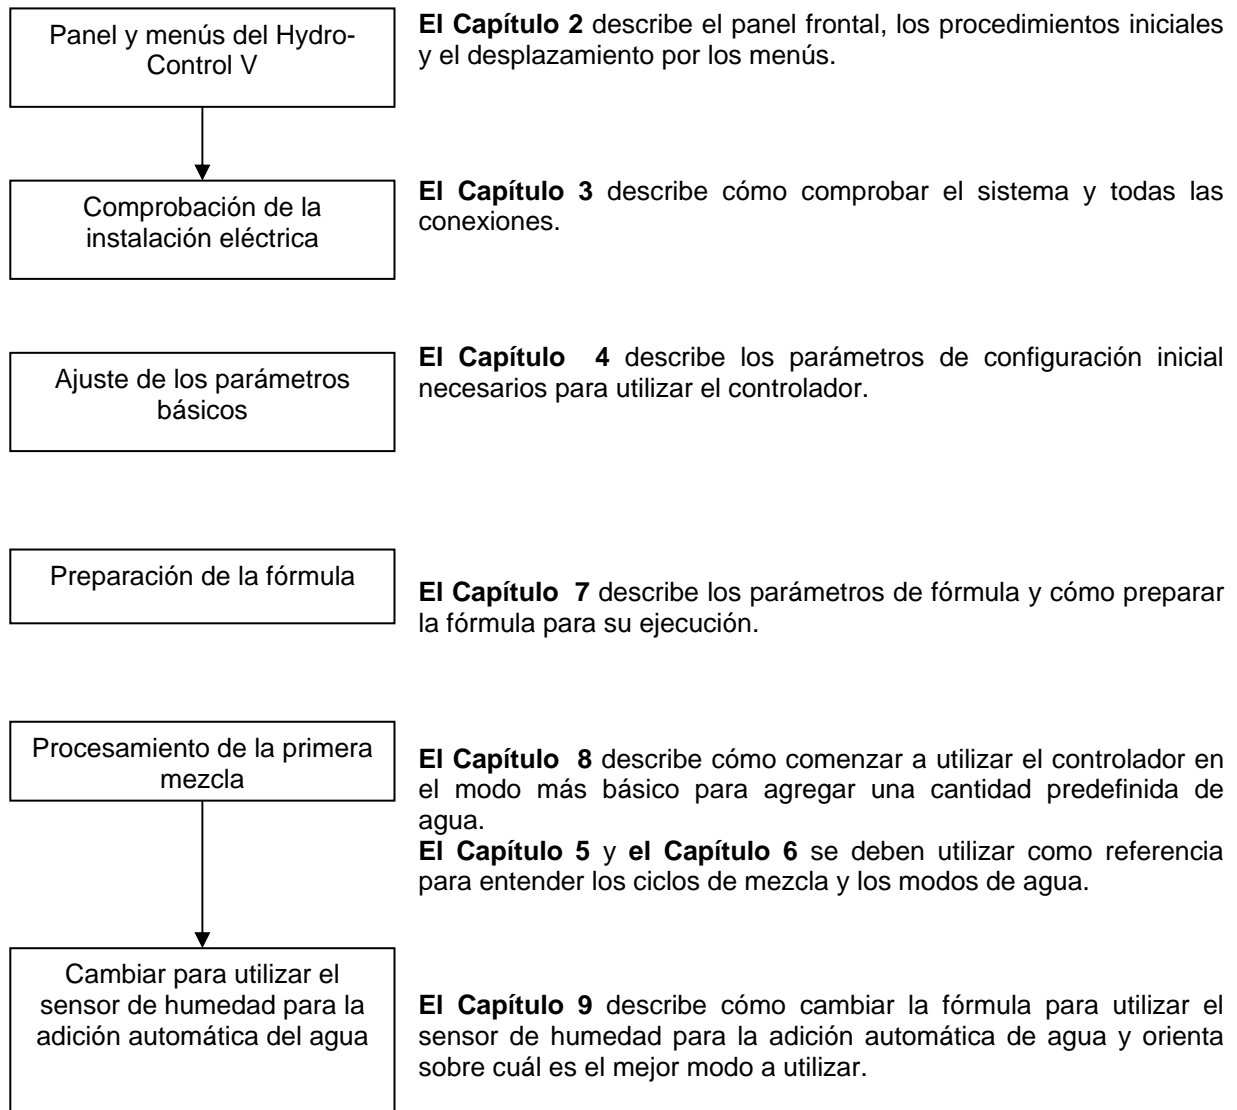 Panel y menús del Hydro-
Control V
El Capítulo 2 describe el panel frontal, los procedimientos iniciales
y el desplazamiento por los menús.
Comprobación de la
instalación eléctrica
El Capítulo 3 describe cómo comprobar el sistema y todas las
conexiones.
Ajuste de los parámetros
básicos
El Capítulo 4 describe los parámetros de configuración inicial
necesarios para utilizar el controlador.
Preparación de la fórmula
El Capítulo 7 describe los parámetros de fórmula y cómo preparar
la fórmula para su ejecución.
Procesamiento de la primera
mezcla
El Capítulo 8 describe cómo comenzar a utilizar el controlador en
el modo más básico para agregar una cantidad predefinida de
agua.
El Capítulo 5 y el Capítulo 6 se deben utilizar como referencia
para entender los ciclos de mezcla y los modos de agua.
Cambiar para utilizar el
sensor de humedad para la
adición automática del agua
El Capítulo 9 describe cómo cambiar la fórmula para utilizar el
sensor de humedad para la adición automática de agua y orienta
sobre cuál es el mejor modo a utilizar.